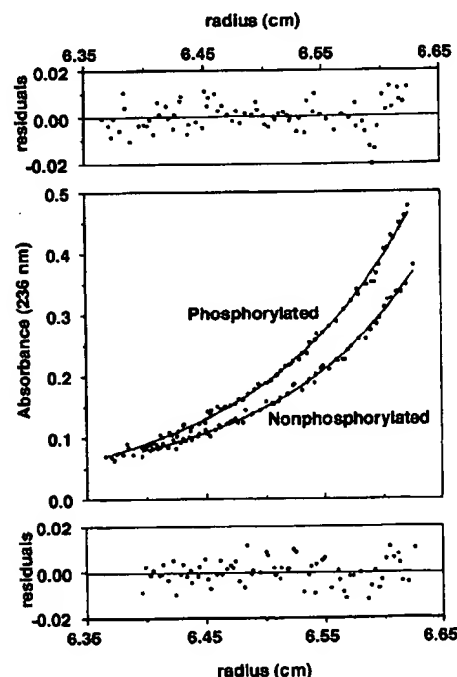 radius (cm)
6.35 6.45 6.55 6.65
0.02
0.00
-0.02
residuals
0.5
0.4
0.3
0.2
0.1
0.0
Absorbance (236 nm)
Phosphorylated
Nonphosphorylated
0.02
0.00
-0.02
residuals
6.35 6.45 6.55 6.65
radius (cm)